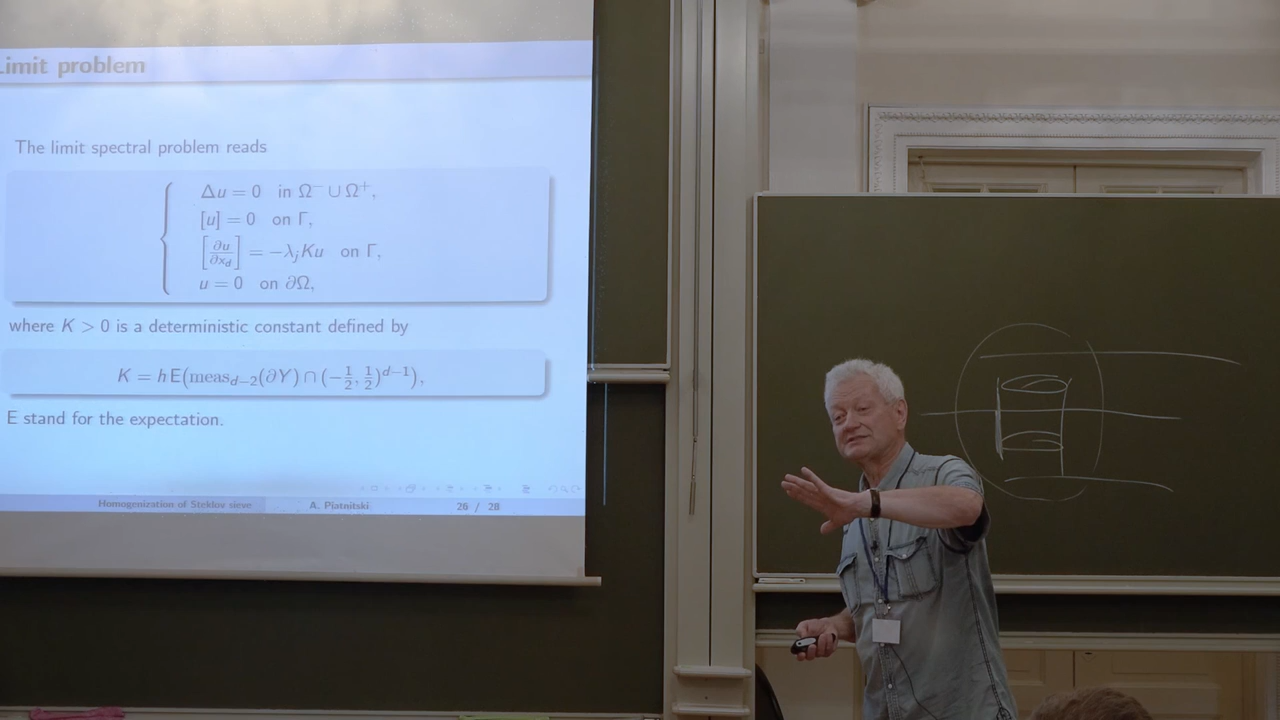 Limit problem
The limit spectral problem reads
Δu = 0 in Ω⁻ ∪ Ω⁺,
[u] = 0 on Γ,
[∂u/∂x_d] = −λ_j K u on Γ,
u = 0 on ∂Ω,
where K > 0 is a deterministic constant defined by
K = hE(meas_{d−2}(∂Y) ∩ (−1/2, 1/2)^{d−1}),
E stand for the expectation.
Homogenization of Steklov sieve A. Piatnitski 26 / 28